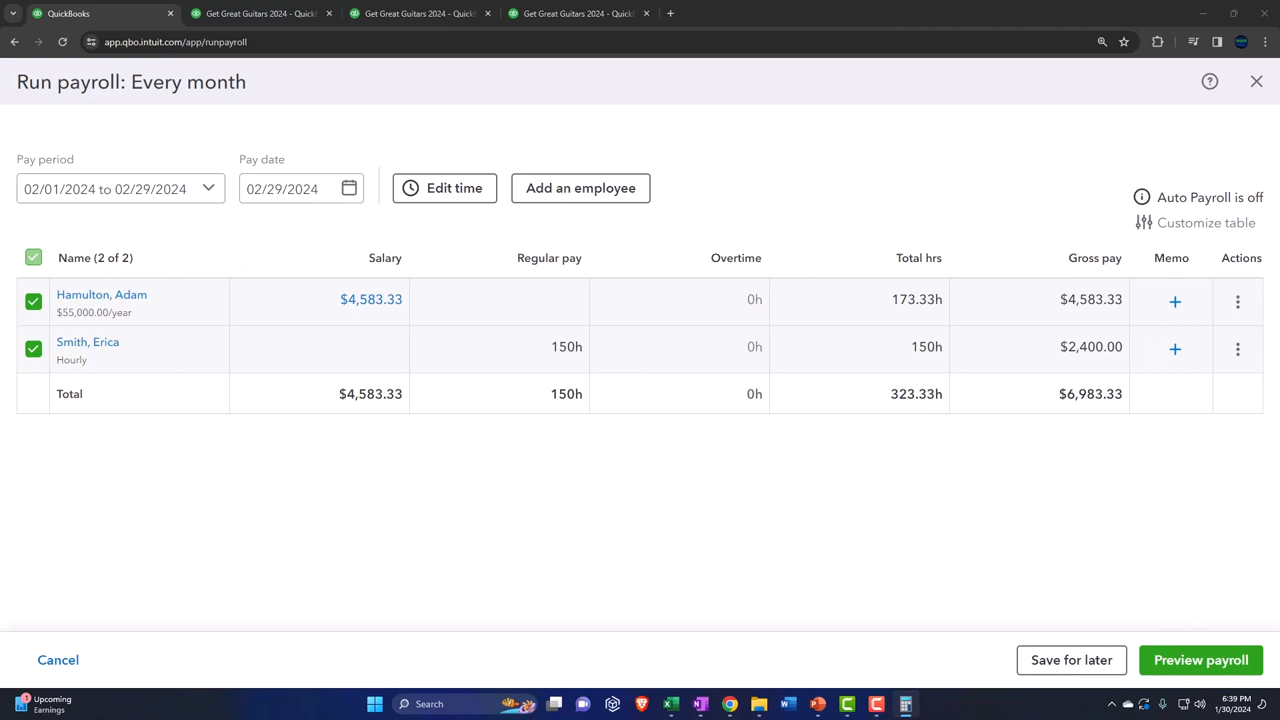 QuickBooks
Get Great Guitars 2024 - QuickB
Get Great Guitars 2024 - QuickB
Get Great Guitars 2024 - QuickB
app.qbo.intuit.com/app/runpayroll
Run payroll: Every month
Pay period
Pay date
02/01/2024 to 02/29/2024
02/29/2024
Edit time
Add an employee
Auto Payroll is off
Customize table
Name (2 of 2) Salary Regular pay Overtime Total hrs Gross pay Memo Actions
Hamulton, Adam $4,583.33 0h 173.33h $4,583.33
$55,000.00/year
Smith, Erica 150h 0h 150h $2,400.00
Hourly
Total $4,583.33 150h 0h 323.33h $6,983.33
Cancel
Save for later
Preview payroll
1
Upcoming
Earnings
Search
6:39 PM
1/30/2024